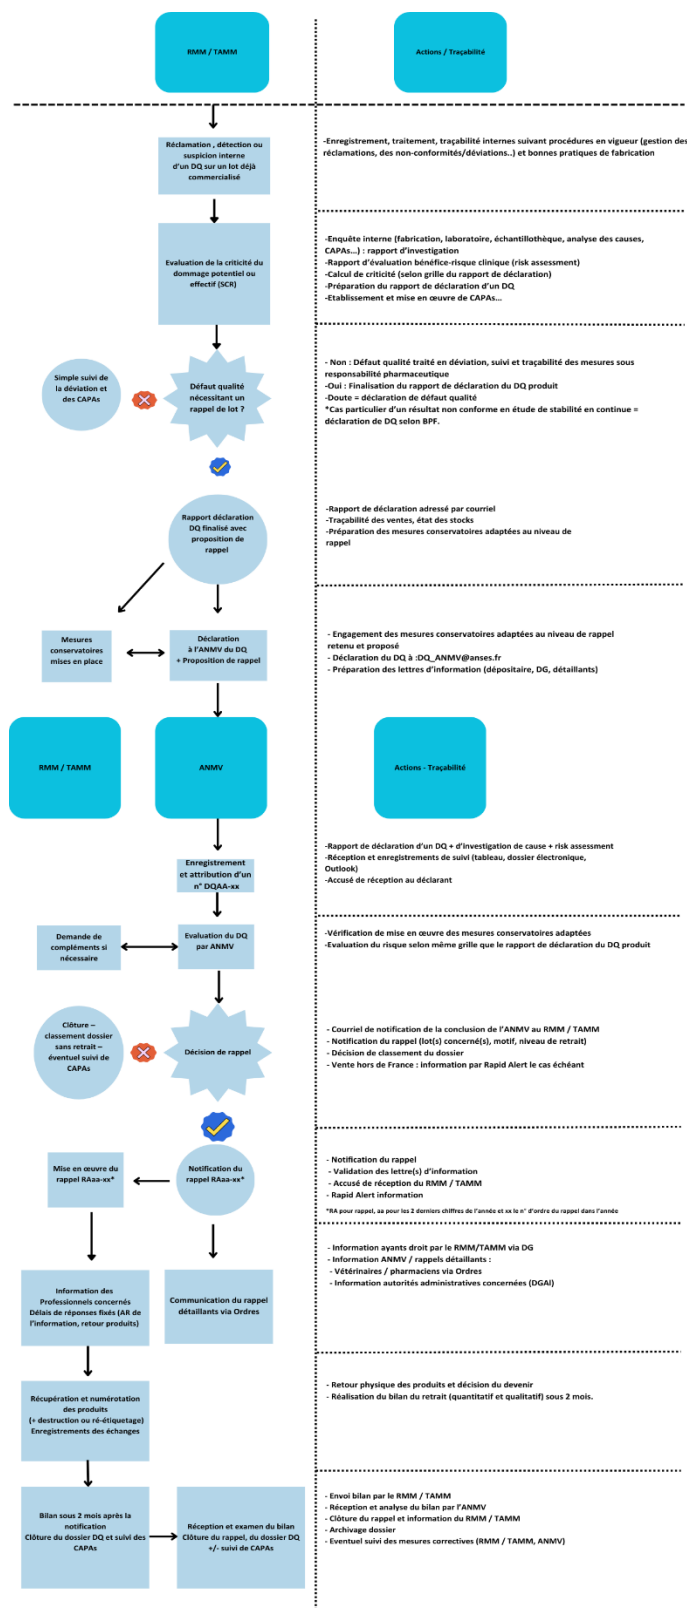 RMM / TAMM
Actions / Traçabilité
Réclamation , détection ou
suspicion interne
d'un DQ sur un lot déjà
commercialisé
-Enregistrement, traitement, traçabilité internes suivant procédures en vigueur (gestion des
réclamations, des non-conformités/déviations..) et bonnes pratiques de fabrication
Evaluation de la criticité du
dommage potentiel ou
effectif (SCR)
-Enquête interne (fabrication, laboratoire, échantillothèque, analyse des causes,
CAPAs...) : rapport d'investigation
-Rapport d'évaluation bénéfice-risque clinique (risk assessment)
-Calcul de criticité (selon grille du rapport de déclaration)
-Préparation du rapport de déclaration d'un DQ
-Etablissement et mise en œuvre de CAPAs...
Simple suivi de
la déviation et
des CAPAs
Défaut qualité
nécessitant un
rappel de lot ?
- Non : Défaut qualité traité en déviation, suivi et traçabilité des mesures sous
responsabilité pharmaceutique
-Oui : Finalisation du rapport de déclaration du DQ produit
-Doute = déclaration de défaut qualité
*Cas particulier d'un résultat non conforme en étude de stabilité en continue =
déclaration de DQ selon BPF.
Rapport déclaration
DQ finalisé avec
proposition de
rappel
-Rapport de déclaration adressé par courriel
-Traçabilité des ventes, état des stocks
-Préparation des mesures conservatoires adaptées au niveau de
rappel
Mesures
conservatoires
mises en place
Déclaration
à l'ANMV du DQ
+ Proposition de rappel
- Engagement des mesures conservatoires adaptées au niveau de rappel
retenu et proposé
- Déclaration du DQ à :DQ_ANMV@anses.fr
- Préparation des lettres d'information (dépositaire, DG, détaillants)
RMM / TAMM
ANMV
Actions - Traçabilité
Enregistrement
et attribution d'un
n° DQAA-xx
-Rapport de déclaration d'un DQ + d'investigation de cause + risk assessment
-Réception et enregistrements de suivi (tableau, dossier électronique,
Outlook)
-Accusé de réception au déclarant
Demande de
compléments si
nécessaire
Evaluation du DQ
par ANMV
-Vérification de mise en œuvre des mesures conservatoires adaptées
-Evaluation du risque selon même grille que le rapport de déclaration du DQ produit
Clôture –
classement dossier
sans retrait –
éventuel suivi de
CAPAs
Décision de rappel
- Courriel de notification de la conclusion de l'ANMV au RMM / TAMM
- Notification du rappel (lot(s) concerné(s), motif, niveau de retrait)
- Décision de classement du dossier
- Vente hors de France : information par Rapid Alert le cas échéant
Mise en œuvre du
rappel RAaa-xx*
Notification du
rappel RAaa-xx*
- Notification du rappel
- Validation des lettre(s) d'information
- Accusé de réception du RMM / TAMM
- Rapid Alert information
*RA pour rappel, aa pour les 2 derniers chiffres de l'année et xx le n° d'ordre du rappel dans l'année
Information des
Professionnels concernés
Délais de réponses fixés (AR de
l'information, retour produits)
Communication du rappel
détaillants via Ordres
- Information ayants droit par le RMM/TAMM via DG
- Information ANMV / rappels détaillants :
- Vétérinaires / pharmaciens via Ordres
- Information autorités administratives concernées (DGAl)
Récupération et numérotation
des produits
(+ destruction ou ré-étiquetage)
Enregistrements des échanges
- Retour physique des produits et décision du devenir
- Réalisation du bilan du retrait (quantitatif et qualitatif) sous 2 mois.
Bilan sous 2 mois après la
notification
Clôture du dossier DQ et suivi des
CAPAs
Réception et examen du bilan
Clôture du rappel, du dossier DQ
+/- suivi de CAPAs
- Envoi bilan par le RMM / TAMM
- Réception et analyse du bilan par l'ANMV
- Clôture du rappel et information du RMM / TAMM
- Archivage dossier
- Eventuel suivi des mesures correctives (RMM / TAMM, ANMV)